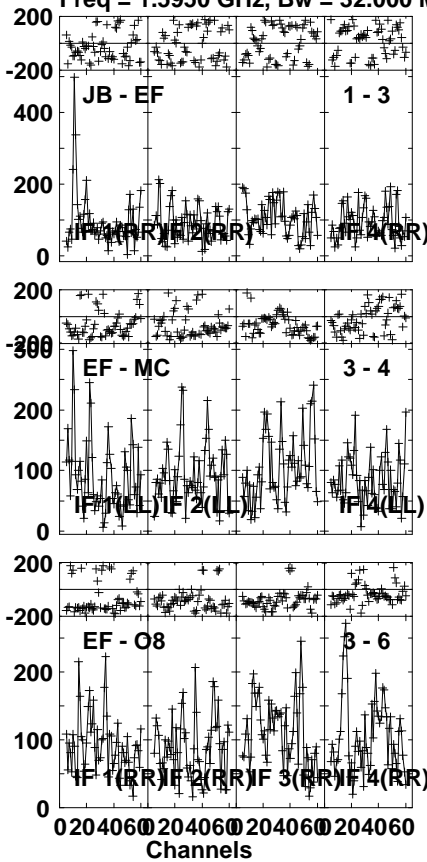 Freq = 1.5950 GHz, Bw = 32.000 M
200
-200
JB - EF
1 - 3
400
200
0
IF 1(RR) IF 2(RR) IF 4(RR)
200
-200
300
EF - MC
3 - 4
200
100
0
IF 1(LL) IF 2(LL) IF 4(LL)
200
-200
EF - O8
3 - 6
200
100
0
IF 1(RR) IF 2(RR) IF 3(RR) IF 4(RR)
0 20 40 60 0 20 40 60 0 20 40 60 0 20 40 60
Channels